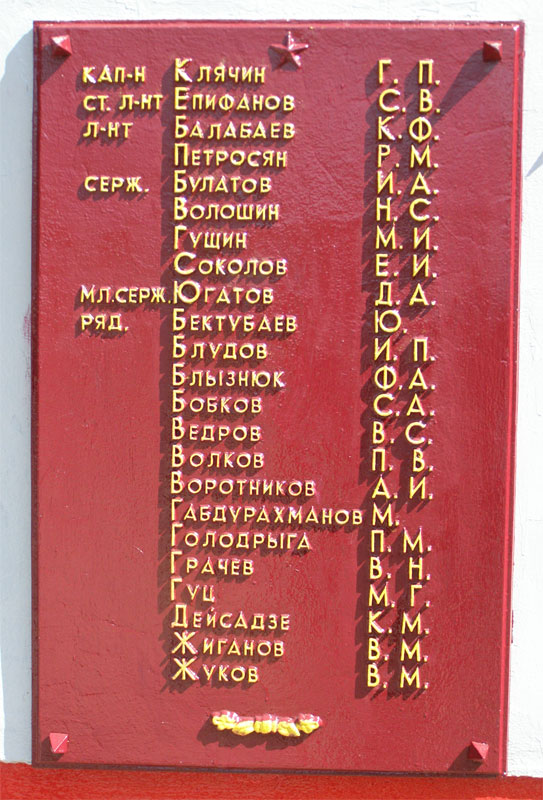 КАП-Н КЛЯЧИН Г. П.
СТ. Л-НТ ЕПИФАНОВ С. В.
Л-НТ БАЛАБАЕВ К. Ф.
ПЕТРОСЯН Р. М.
СЕРЖ. БУЛАТОВ И. А.
ВОЛОШИН Н. С.
ГУЩИН М. И.
СОКОЛОВ Е. И.
МЛ.СЕРЖ. ЮГАТОВ Д. А.
РЯД. БЕКТУБАЕВ Ю.
БЛУДОВ И. П.
БЛЫЗНЮК Ф. А.
БОБКОВ С. А.
ВЕДРОВ В. С.
ВОЛКОВ П. В.
ВОРОТНИКОВ А. И.
ГАБДУРАХМАНОВ М.
ГОЛОДРЫГА П. М.
ГРАЧЁВ В. Н.
ГУЦ М. Г.
ДЕЙСАДЗЕ К. М.
ЖИГАНОВ В. М.
ЖУКОВ В. М.